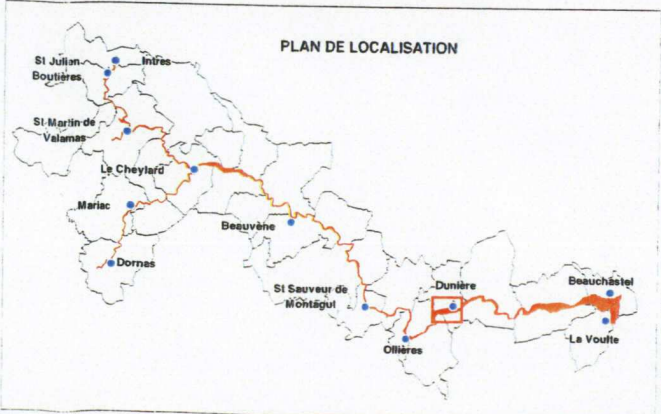 PLAN DE LOCALISATION
St Julien
Boutières
Intres
St Martin de
Valamas
Le Cheylard
Mariac
Beauvène
Dornas
St Sauveur de
Montagut
Dunière
Beauchastel
Ollières
La Voulte